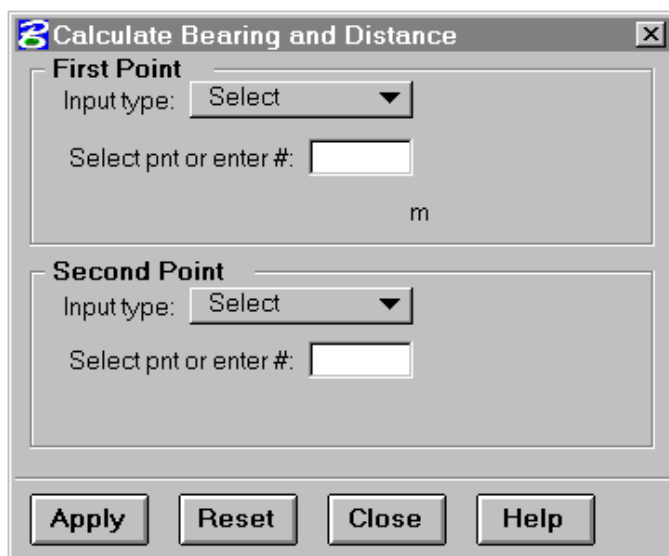 Calculate Bearing and Distance
First Point
Input type: Select
Select pnt or enter #:
m
Second Point
Input type: Select
Select pnt or enter #:
Apply Reset Close Help